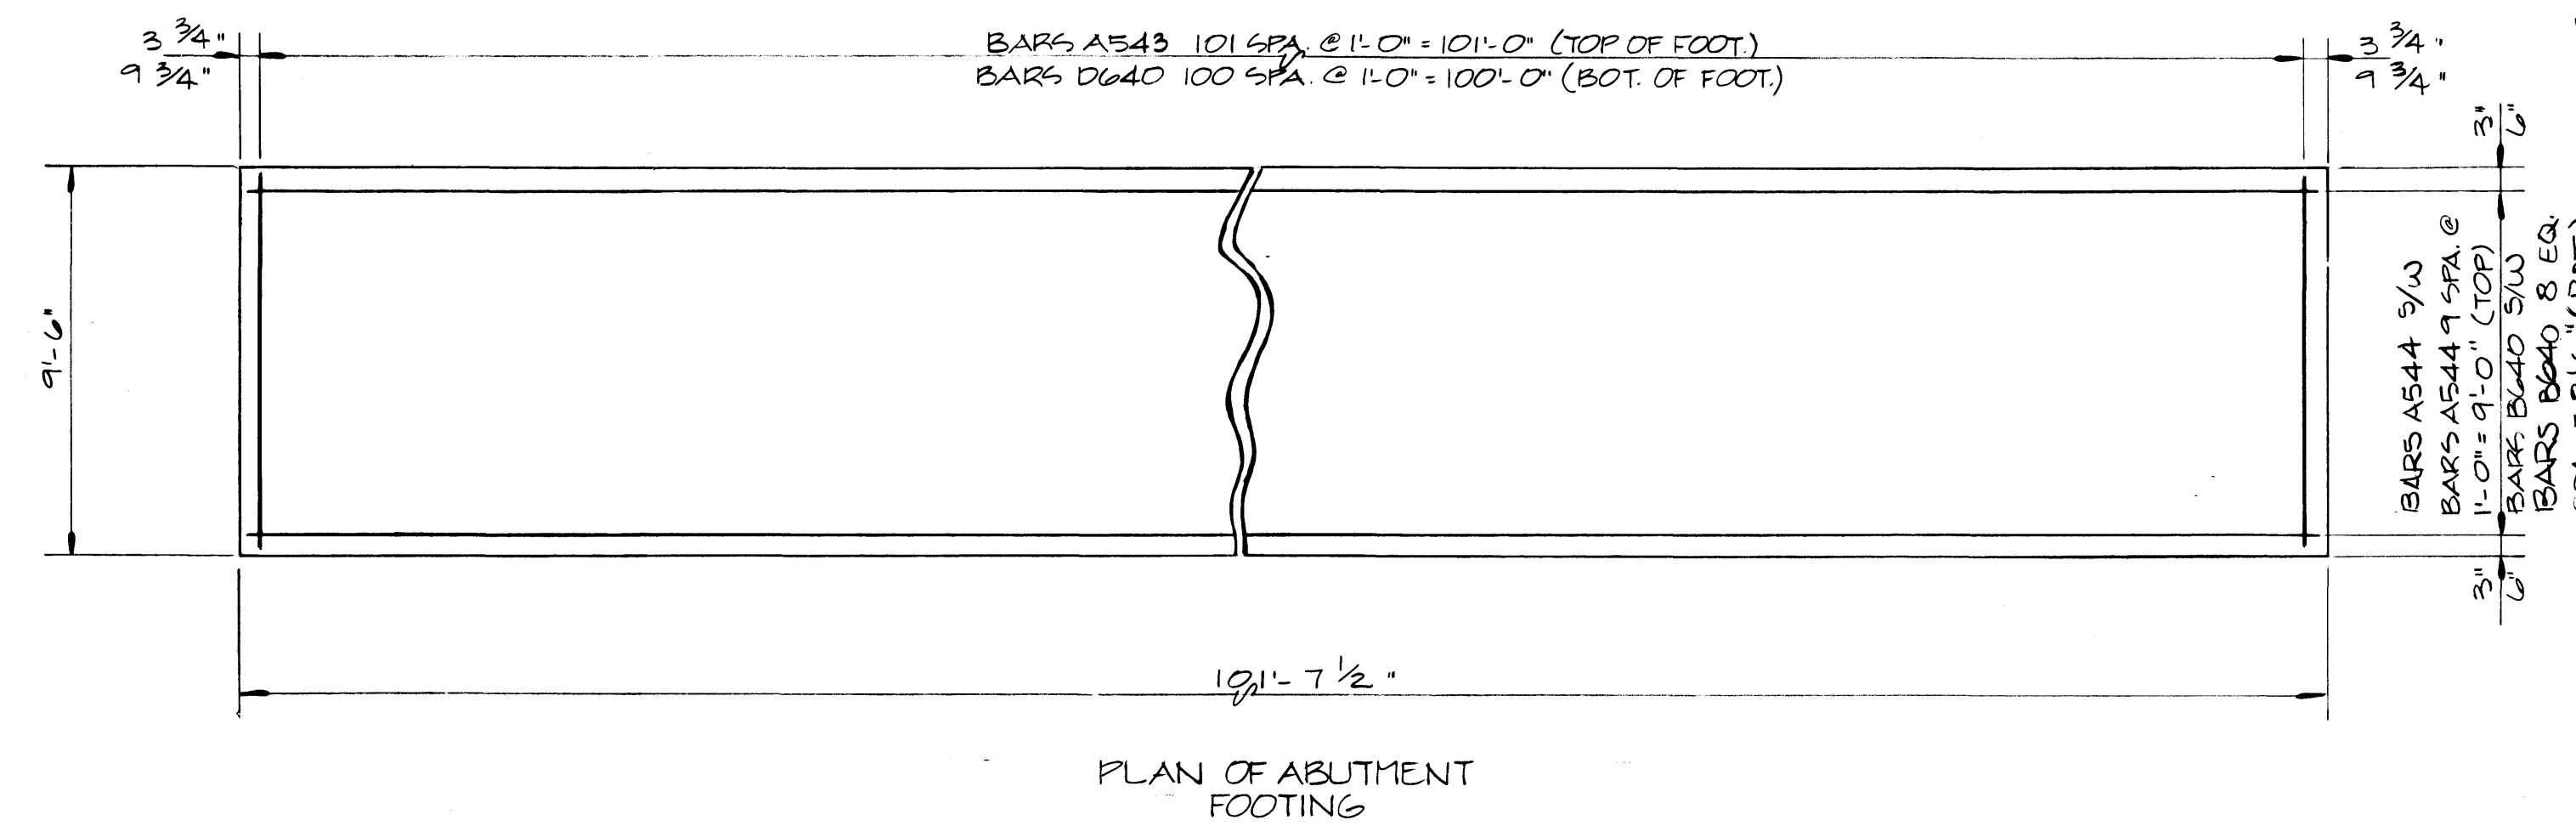 3 3/4"
9 3/4"
BARS A543 101 SPA. @ 1'-0" = 101'-0" (TOP OF FOOT.)
BARS D640 100 SPA. @ 1'-0" = 100'-0" (BOT. OF FOOT.)
3 3/4"
9 3/4"
3"
6"
9'-6"
BARS A544 S/W
BARS A544 9 SPA. @
1'-0" = 9'-0" (TOP)
BARS B640 S/W
BARS B640 8 EQ.
3"
6"
101'- 7 1/2"
PLAN OF ABUTMENT
FOOTING